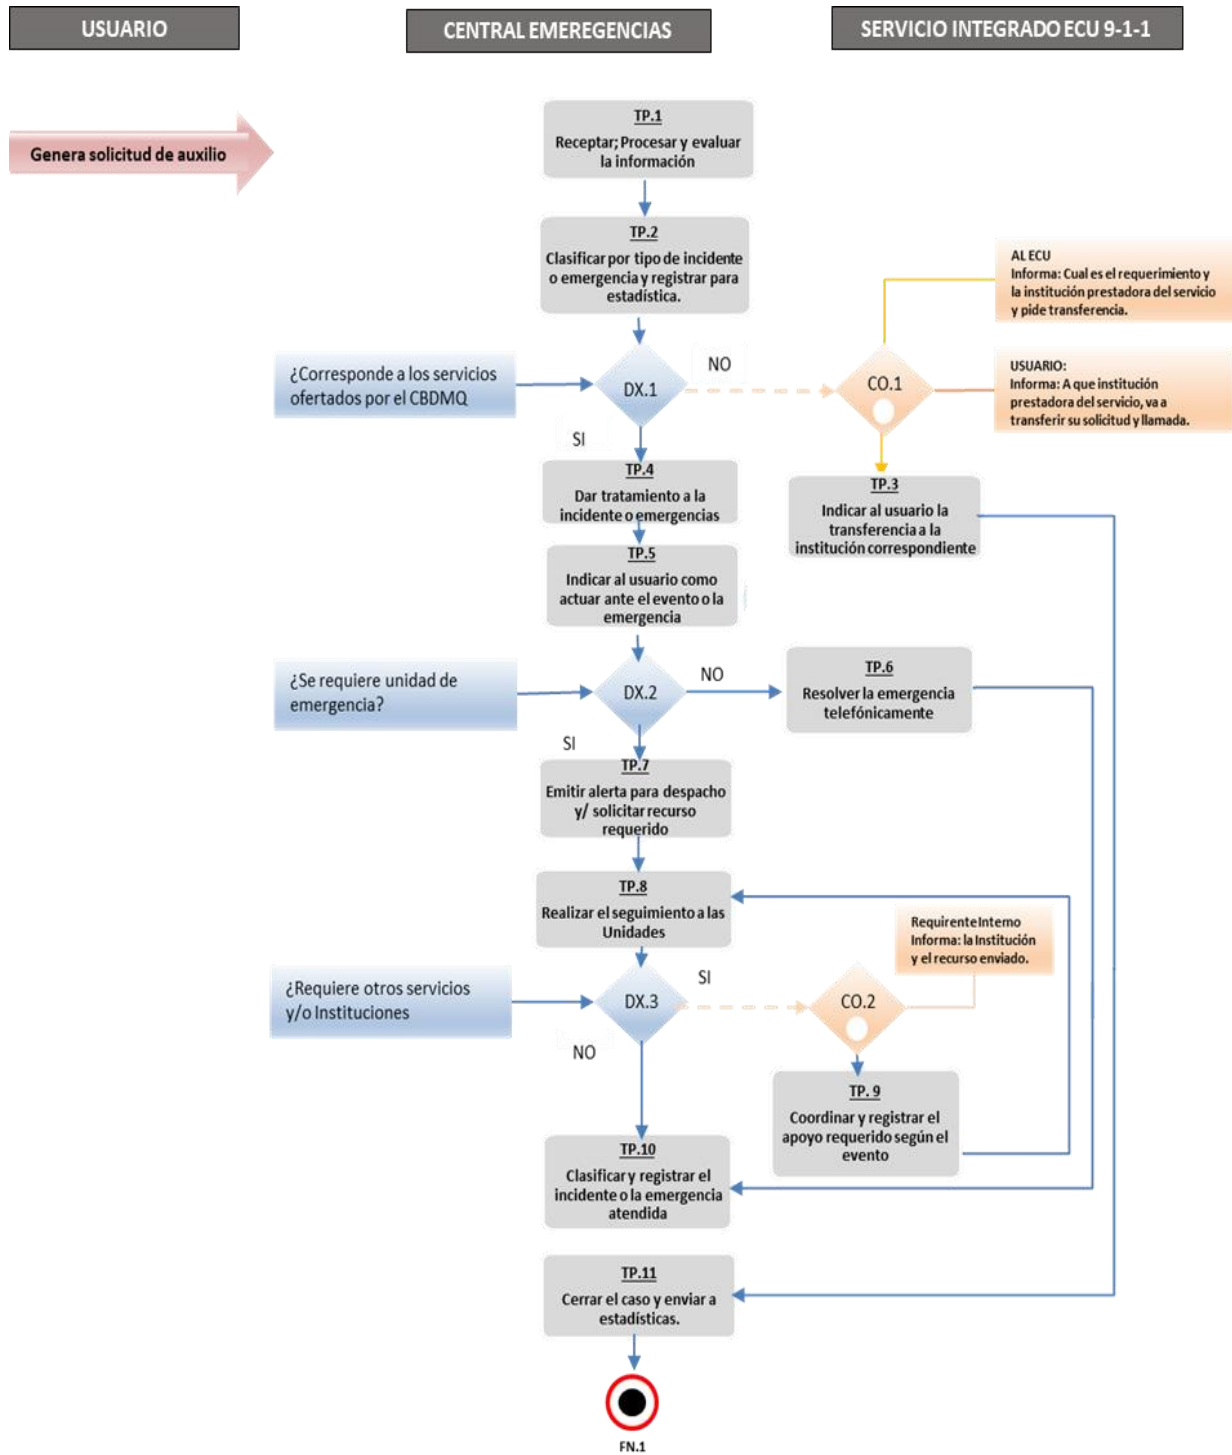 USUARIO
CENTRAL EMEREGENCIAS
SERVICIO INTEGRADO ECU 9-1-1
Genera solicitud de auxilio
TP.1
Receptar; Procesar y evaluar
la información
TP.2
Clasificar por tipo de incidente
o emergencia y registrar para
estadística.
AL ECU
Informa: Cual es el requerimiento y
la institución prestadora del servicio
y pide transferencia.
¿Corresponde a los servicios
ofertados por el CBDMQ
DX.1
NO
SI
CO.1
USUARIO:
Informa: A que institución
prestadora del servicio, va a
transferir su solicitud y llamada.
TP.4
Dar tratamiento a la
incidente o emergencias
TP.3
Indicar al usuario la
transferencia a la
institución correspondiente
TP.5
Indicar al usuario como
actuar ante el evento o la
emergencia
¿Se requiere unidad de
emergencia?
DX.2
NO
SI
TP.6
Resolver la emergencia
telefónicamente
TP.7
Emitir alerta para despacho
y/ solicitar recurso
requerido
TP.8
Realizar el seguimiento a las
Unidades
Requirente Interno
Informa: la Institución
y el recurso enviado.
¿Requiere otros servicios
y/o Instituciones
DX.3
SI
NO
CO.2
TP. 9
Coordinar y registrar el
apoyo requerido según el
evento
TP.10
Clasificar y registrar el
incidente o la emergencia
atendida
TP.11
Cerrar el caso y enviar a
estadísticas.
FN.1